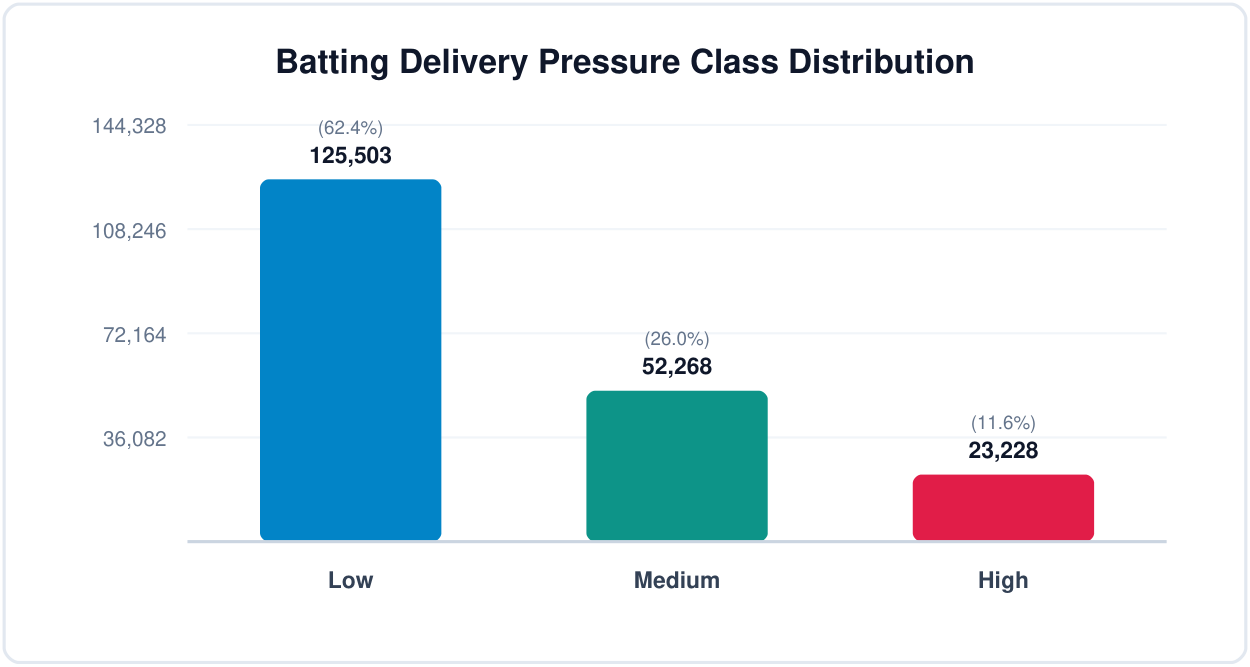 Batting Delivery Pressure Class Distribution
144,328
108,246
72,164
36,082
(62.4%)
125,503
(26.0%)
52,268
(11.6%)
23,228
Low
Medium
High